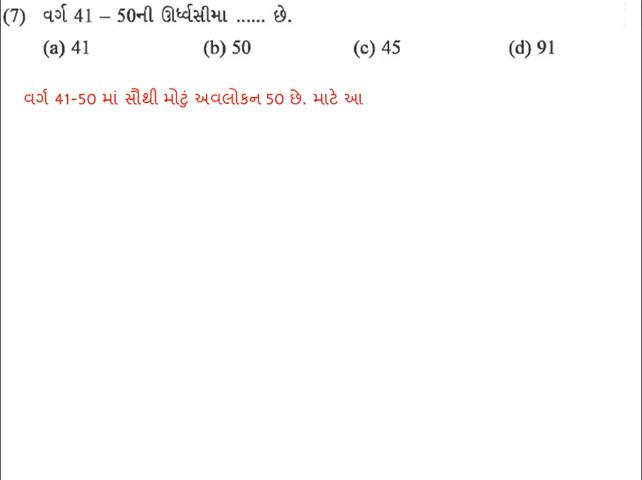 (7) વર્ગ 41 – 50ની ઊર્ધ્વસીમા ...... છે.
(a) 41 (b) 50 (c) 45 (d) 91
વર્ગ 41-50 માં સૌથી મોટું અવલોકન 50 છે. માટે આ